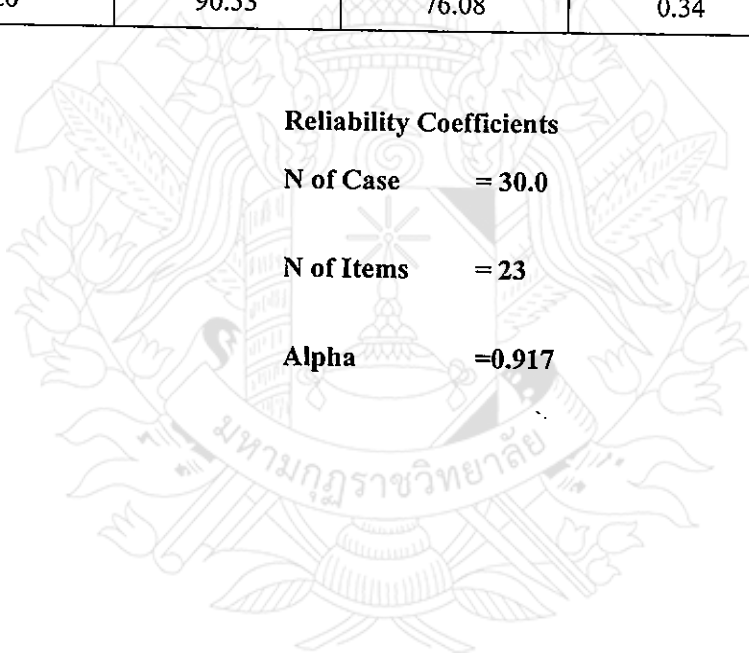 90.53 76.08 0.34
Reliability Coefficients
N of Case = 30.0
N of Items = 23
Alpha =0.917
มหามกุฏราชวิทยาลัย